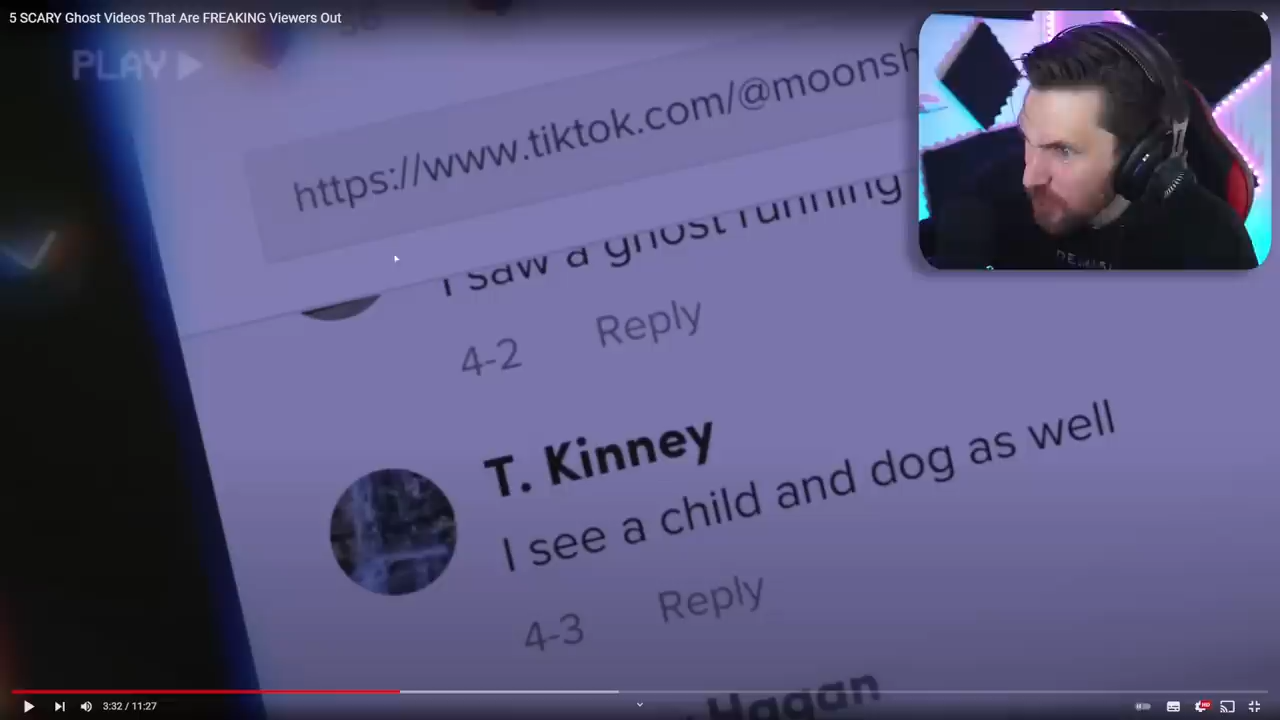 5 SCARY Ghost Videos That Are FREAKING Viewers Out
PLAY
https://www.tiktok.com/@moonsh
I saw a ghost running
4-2 Reply
T. Kinney
I see a child and dog as well
4-3 Reply
Hagan
3:32 / 11:27